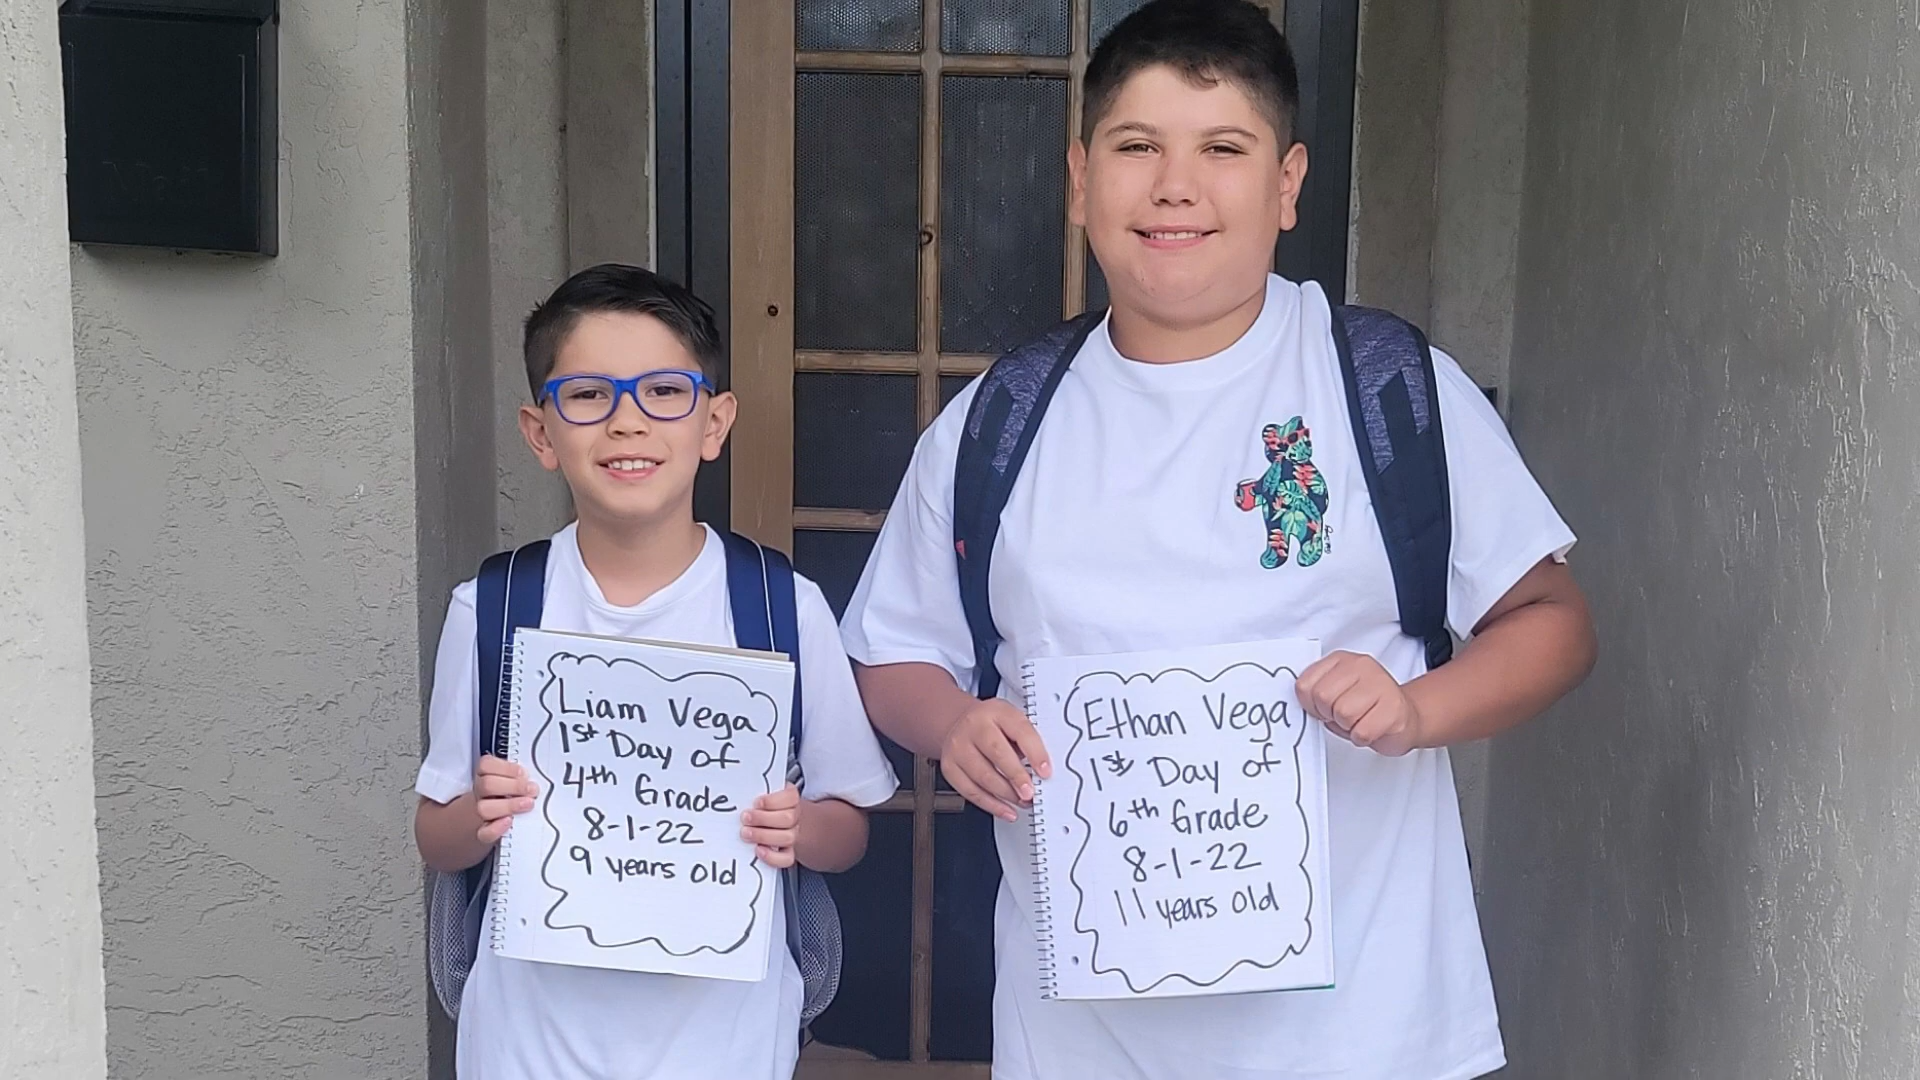 Liam Vega
1st Day of
4th Grade
8-1-22
9 years old
Ethan Vega
1st Day of
6th Grade
8-1-22
11 years old